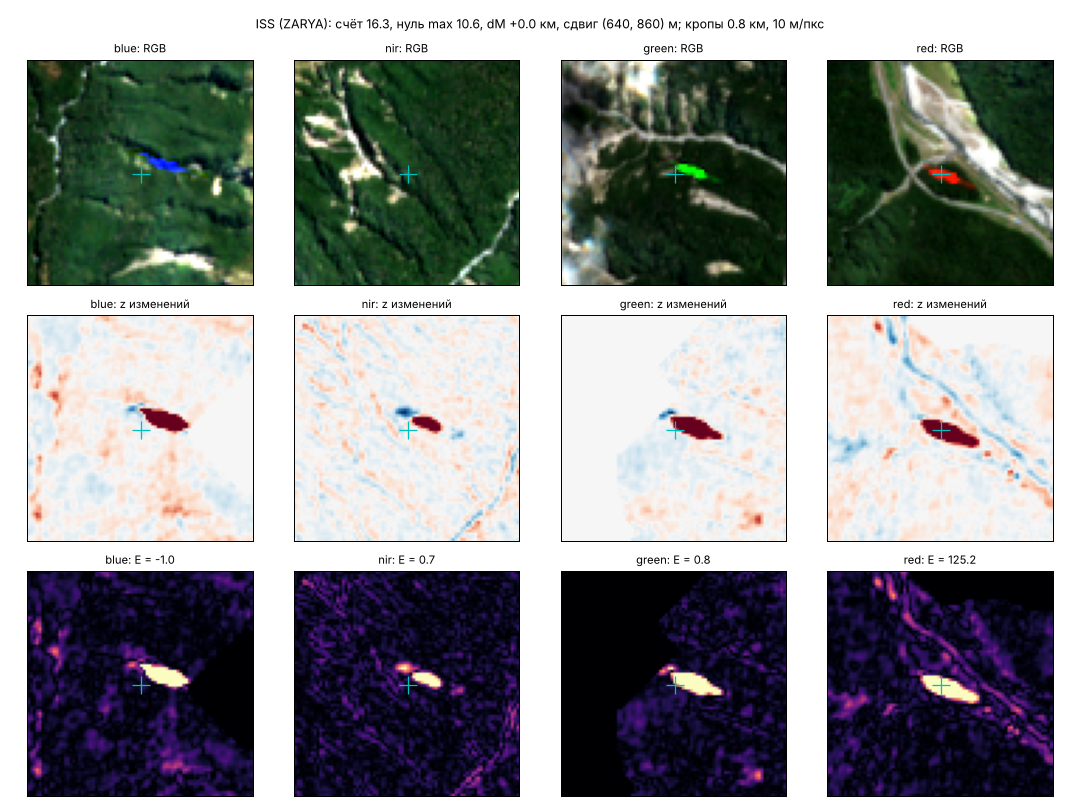 ISS (ZARYA): счёт 16.3, нуль max 10.6, dM +0.0 км, сдвиг (640, 860) м; кропы 0.8 км, 10 м/пкс
blue: RGB
nir: RGB
green: RGB
red: RGB
blue: z изменений
nir: z изменений
green: z изменений
red: z изменений
blue: E = -1.0
nir: E = 0.7
green: E = 0.8
red: E = 125.2